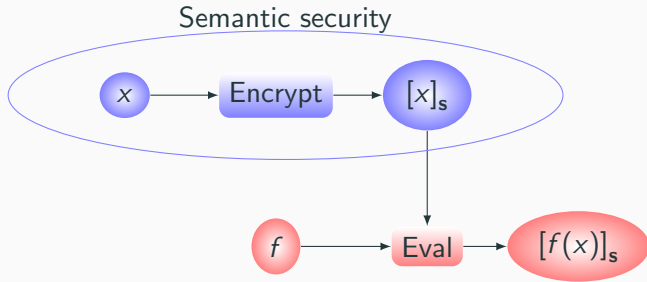 Semantic security
x Encrypt [x]s
f Eval [f(x)]s